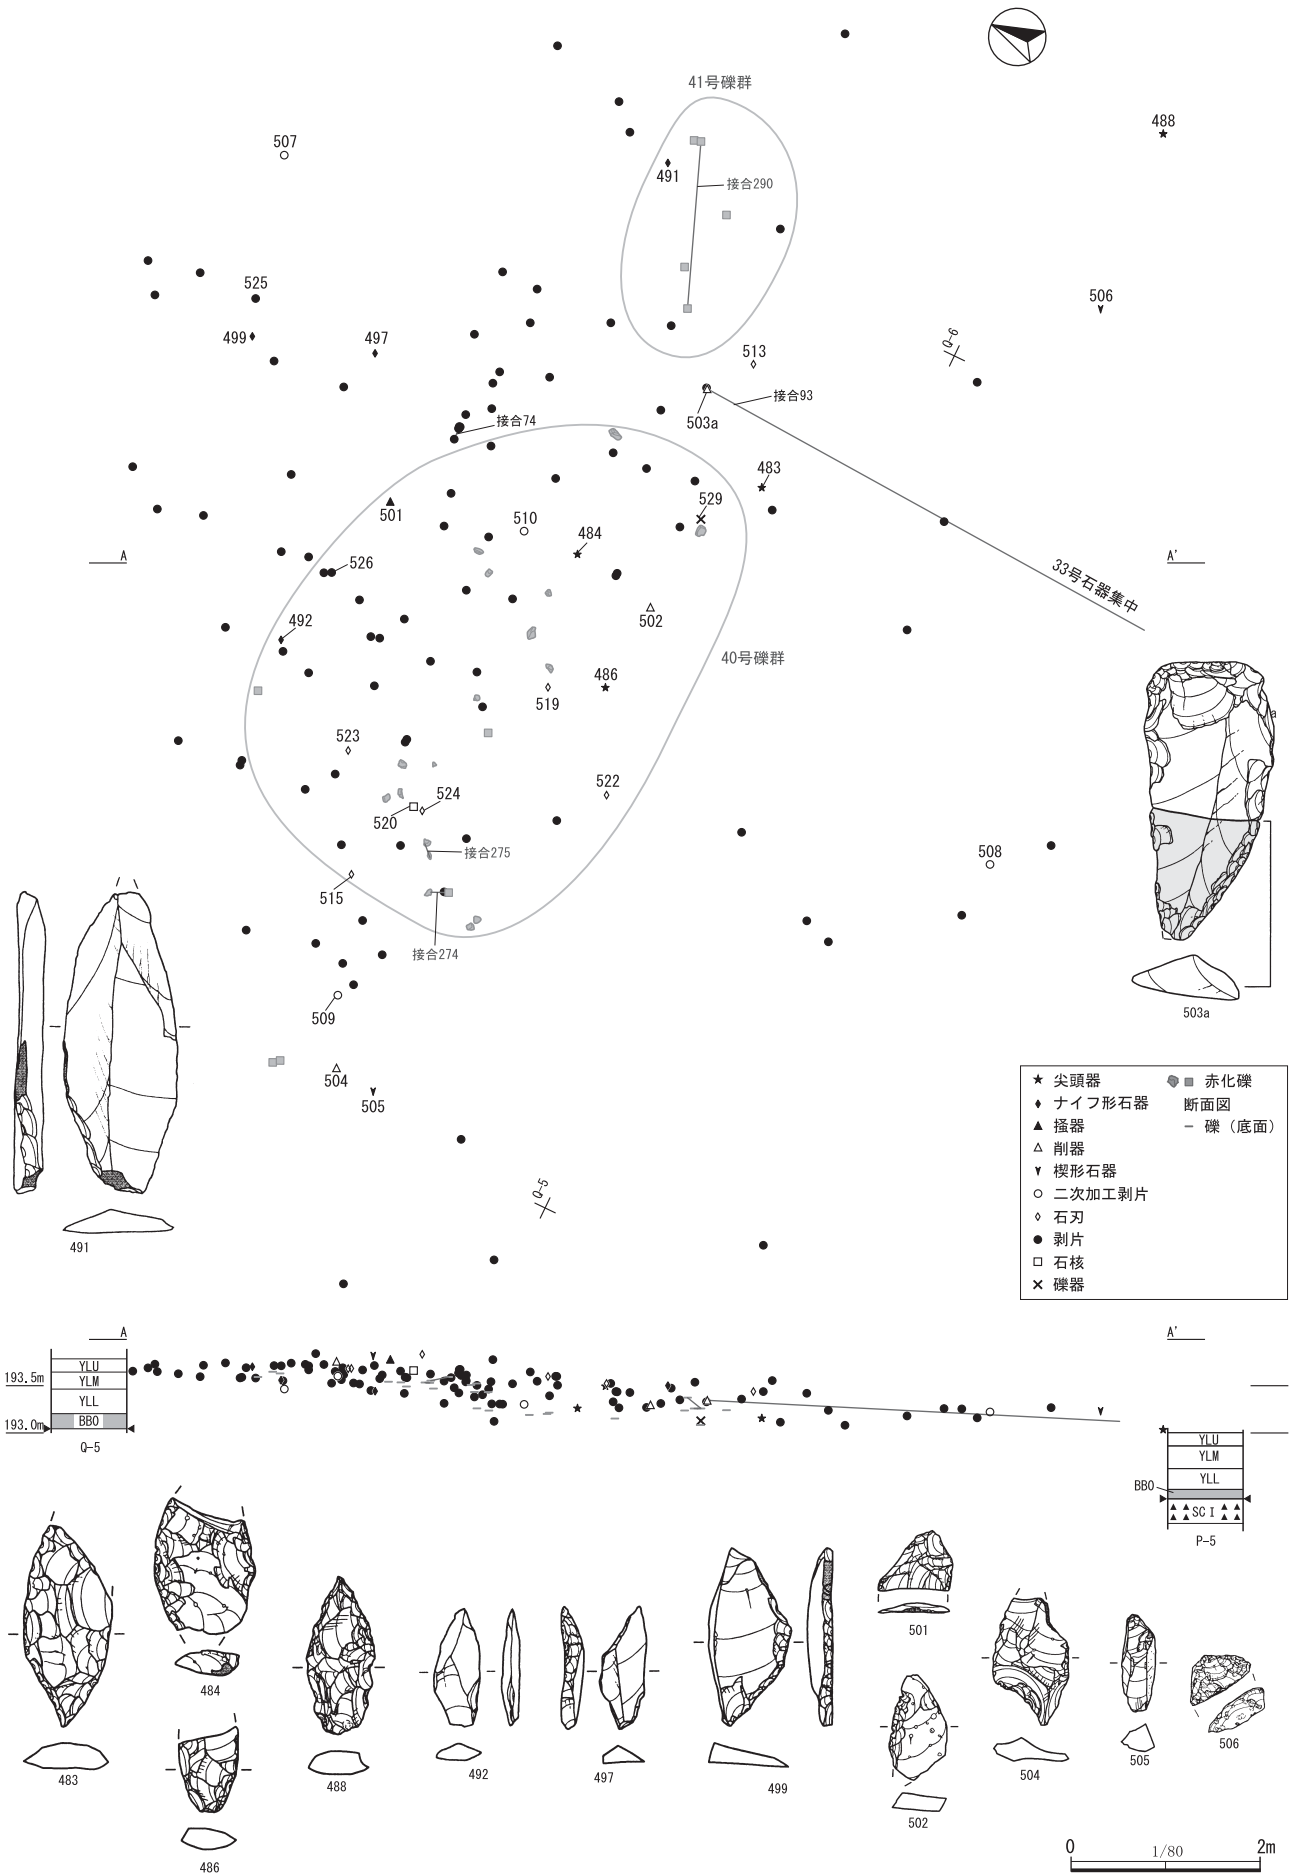 41号礫群
488
507
491
接合290
525
506
499
497
Q-6
513
接合93
503a
接合74
483
529
501
510
484
526
A
A'
33号石器集中
502
492
40号礫群
486
519
a
523
522
524
520
508
接合275
515
接合274
509
503a
504
505
Q-5
491
★ 尖頭器
♦ ナイフ形石器
▲ 掻器
△ 削器
楔形石器
○ 二次加工剥片
◇ 石刃
● 剥片
□ 石核
× 礫器
■ 赤化礫
断面図
− 礫（底面）
A
A'
193.5m
193.0m
YLU
YLM
YLL
BB0
Q-5
YLU
YLM
YLL
BB0
SCⅠ
P-5
483
484
486
488
492
497
499
501
502
504
505
506
0
1/80
2m